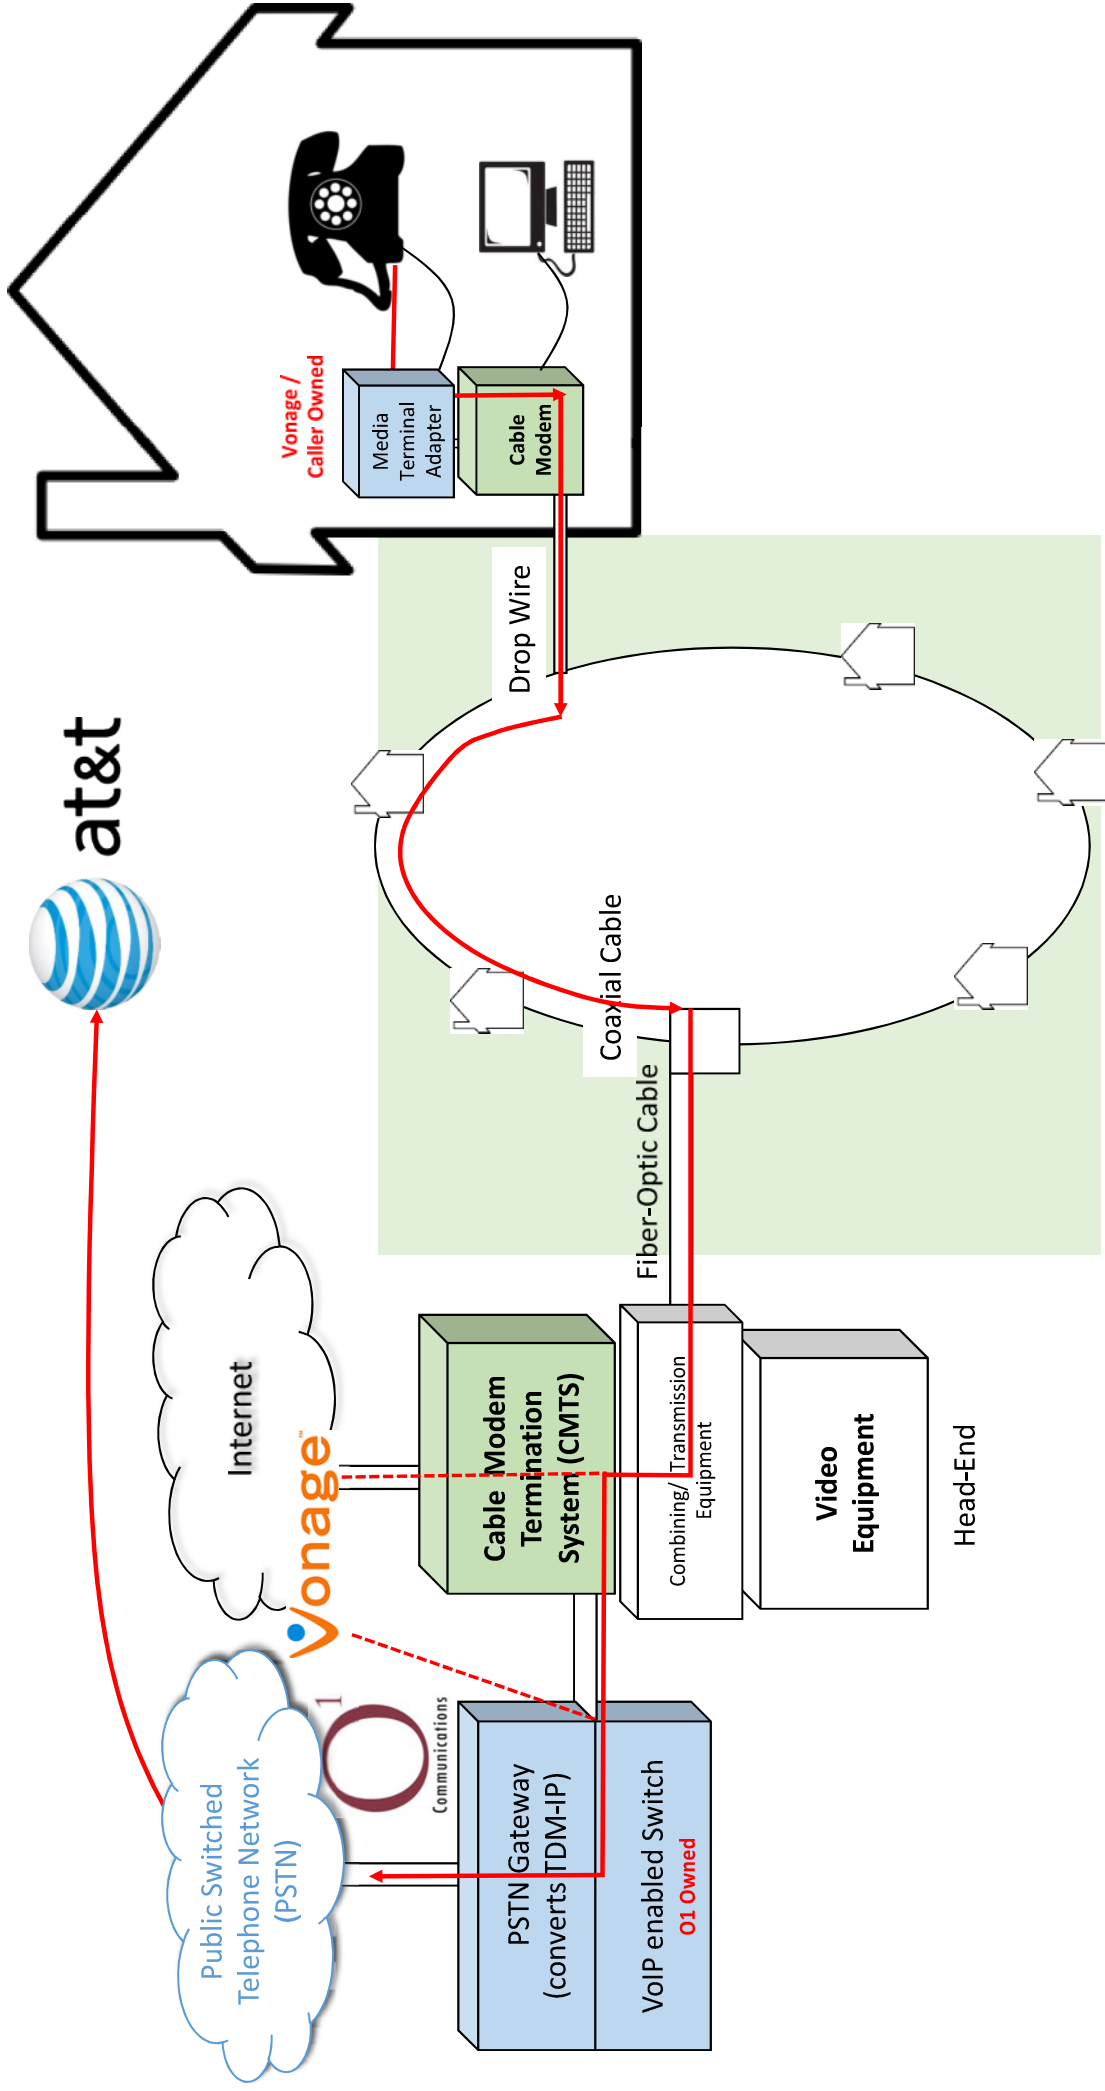 Public Switched
Telephone Network
(PSTN)
O1
Communications
PSTN Gateway
(converts TDM-IP)
VoIP enabled Switch
O1 Owned
Internet
Vonage™
Cable Modem
Termination
System (CMTS)
Combining/ Transmission
Equipment
Video
Equipment
Head-End
at&t
Fiber-Optic Cable
Coaxial Cable
Drop Wire
Vonage /
Caller Owned
Media
Terminal
Adapter
Cable
Modem